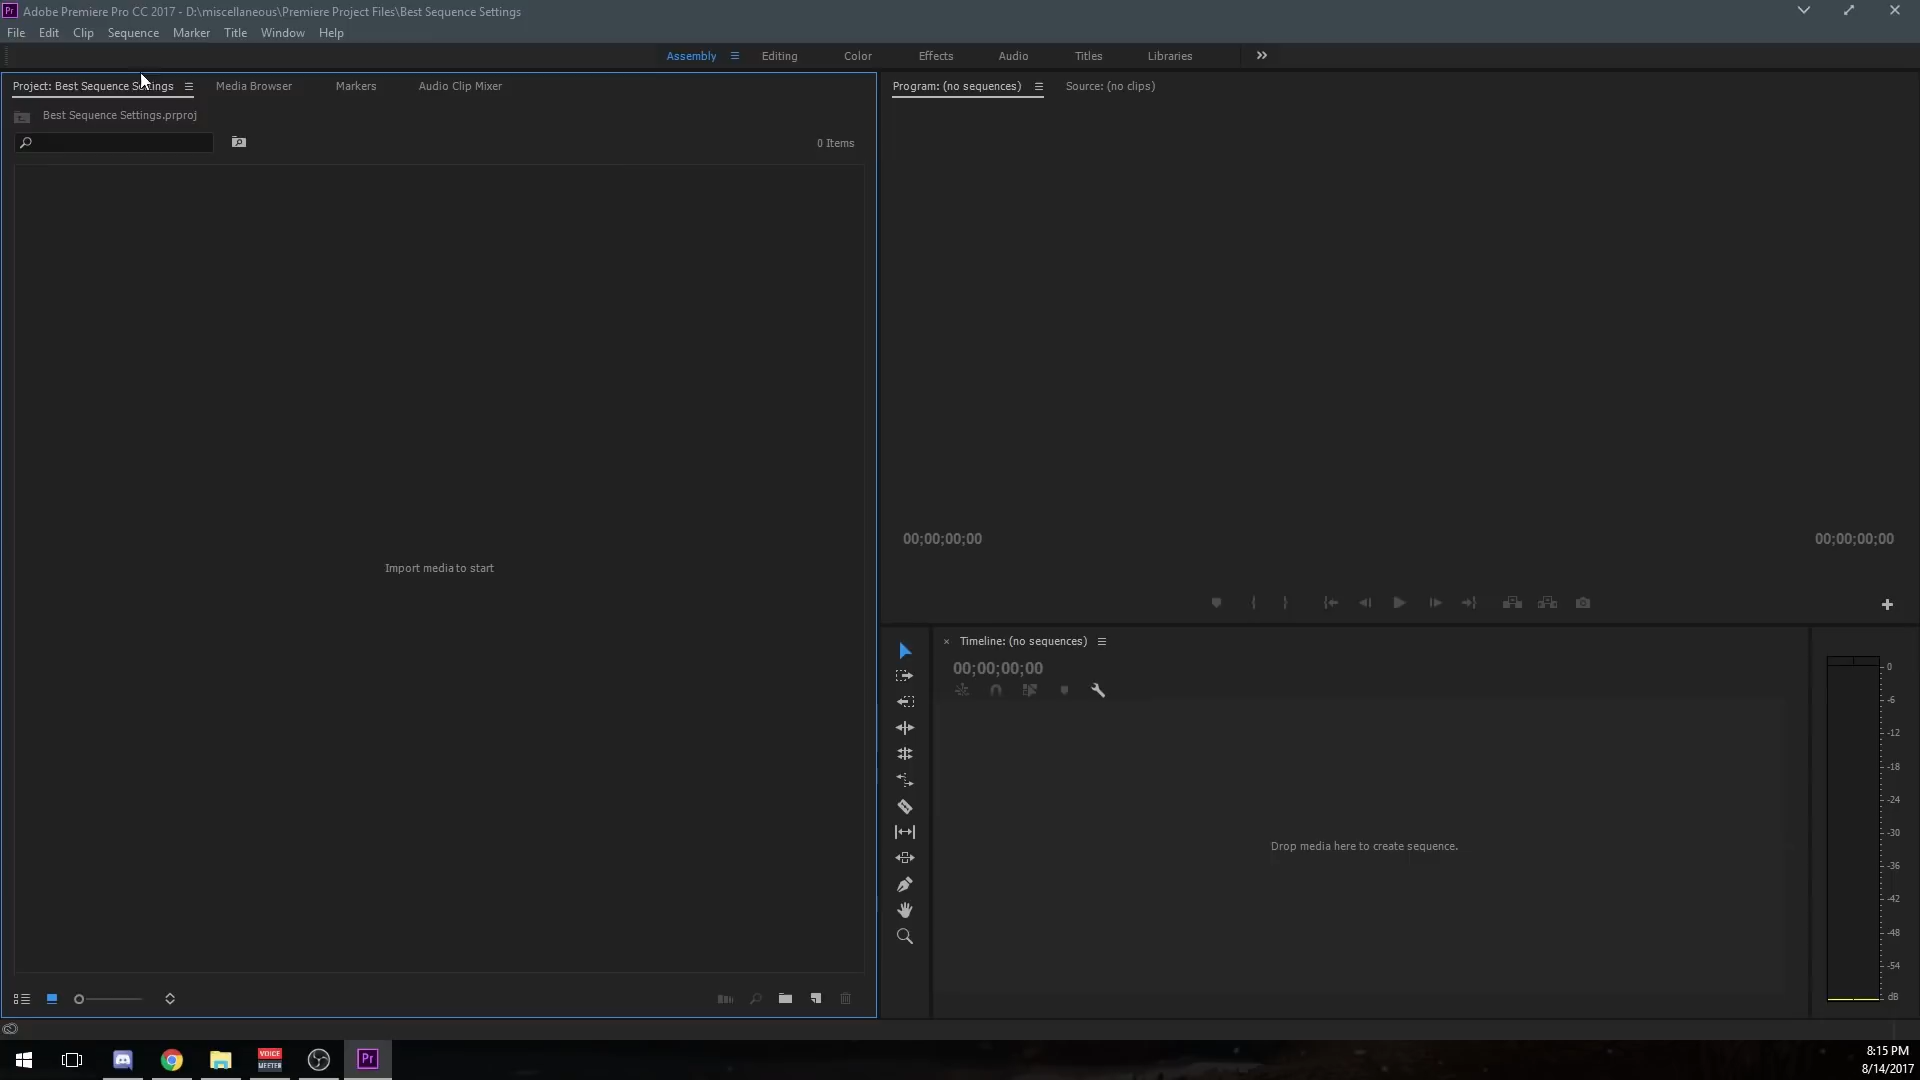 Pr Adobe Premiere Pro CC 2017 - D:\miscellaneous\Premiere Project Files\Best Sequence Settings
File Edit Clip Sequence Marker Title Window Help
Assembly Editing Color Effects Audio Titles Libraries
Project: Best Sequence Settings Media Browser Markers Audio Clip Mixer
Program: (no sequences) Source: (no clips)
Best Sequence Settings.prproj
0 Items
Import media to start
00;00;00;00 00;00;00;00
Timeline: (no sequences)
00;00;00;00
Drop media here to create sequence.
0
-6
-12
-18
-24
-30
-36
-42
-48
-54
dB
VOICE
MEETER
Pr
8:15 PM
8/14/2017